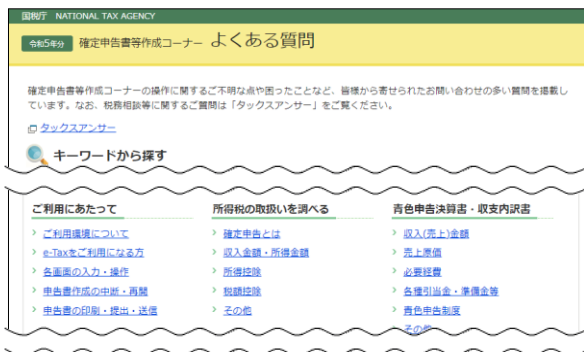 国税庁 NATIONAL TAX AGENCY
令和5年分 確定申告書等作成コーナー よくある質問
確定申告書等作成コーナーの操作に関するご不明な点や困ったことなど、皆様から寄せられたお問い合わせの多い質問を掲載し
ています。なお、税務相談等に関するご質問は「タックスアンサー」をご覧ください。
タックスアンサー
キーワードから探す
ご利用にあたって
ご利用環境について
e-Taxをご利用になる方
各画面の入力・操作
申告書作成の中断・再開
申告書の印刷・提出・送信
所得税の取扱いを調べる
確定申告とは
収入金額・所得金額
所得控除
税額控除
その他
青色申告決算書・収支内訳書
収入(売上)金額
売上原価
必要経費
各種引当金・準備金等
青色申告制度
その他